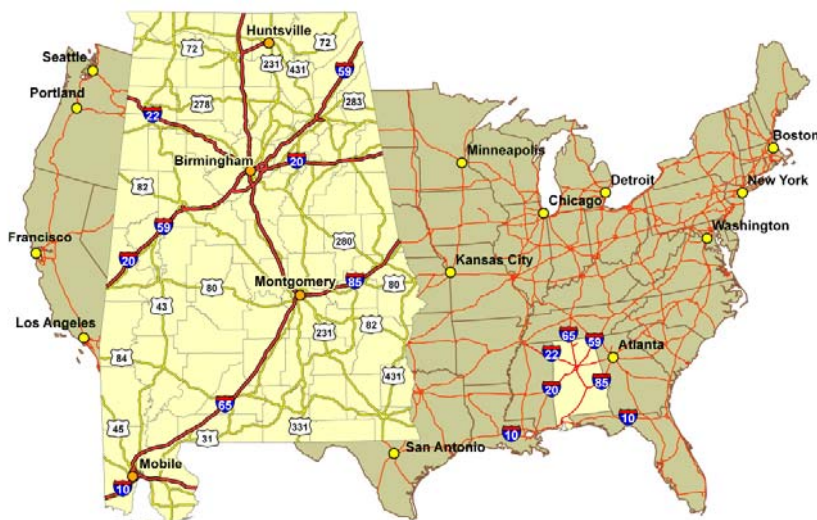 Huntsville
72
72
231
431
59
Seattle
Portland
278
283
22
Boston
Minneapolis
Birmingham
20
Detroit
New York
82
Chicago
59
Washington
280
Francisco
20
Kansas City
Montgomery
85
80
80
43
Los Angeles
231
82
65
59
84
22
Atlanta
431
20
85
65
45
331
31
10
10
San Antonio
Mobile
10